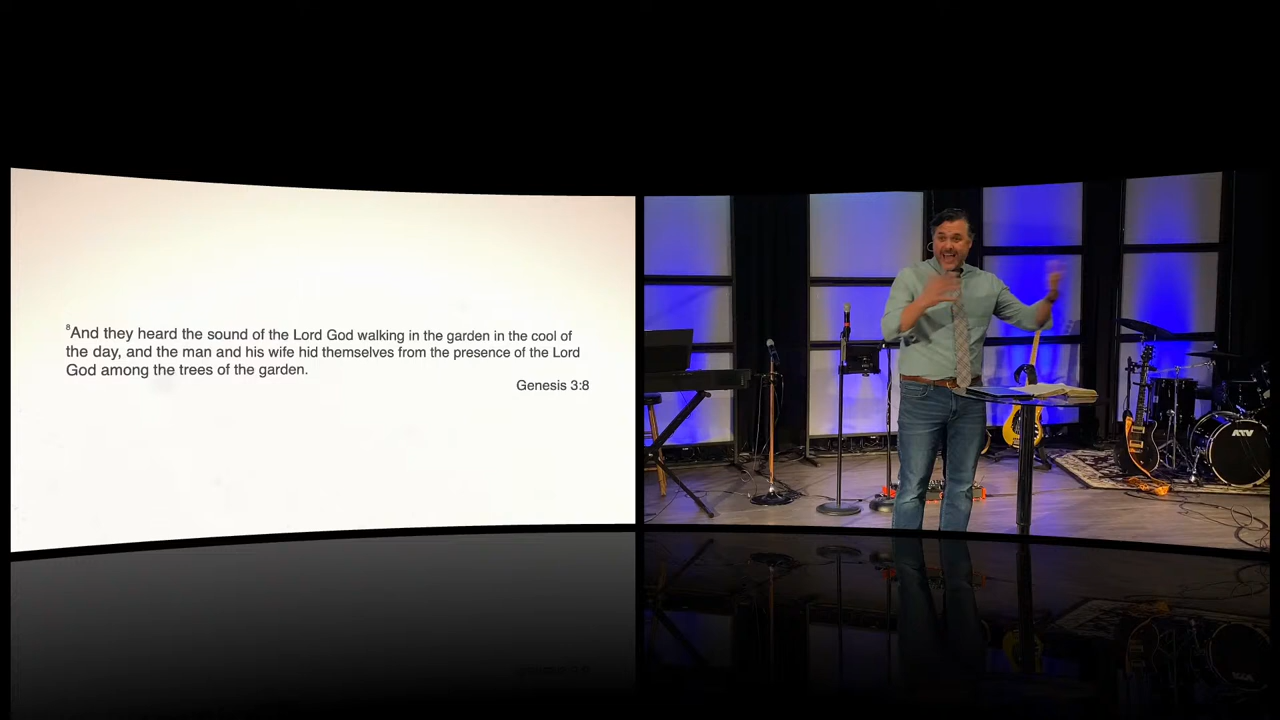 ⁸And they heard the sound of the Lord God walking in the garden in the cool of
the day, and the man and his wife hid themselves from the presence of the Lord
God among the trees of the garden.
Genesis 3:8
ATV